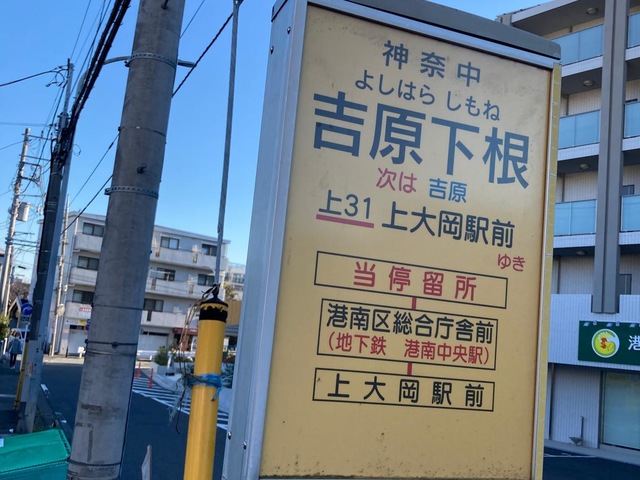 神奈中
よしはら しもね
吉原下根
次は 吉原
上31 上大岡駅前
ゆき
当停留所
港南区総合庁舎前
(地下鉄 港南中央駅)
上大岡駅前
港